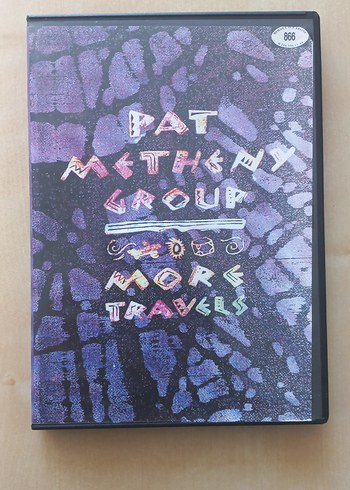 866
PAT
METHENY
GROUP
MORE
TRAVELS